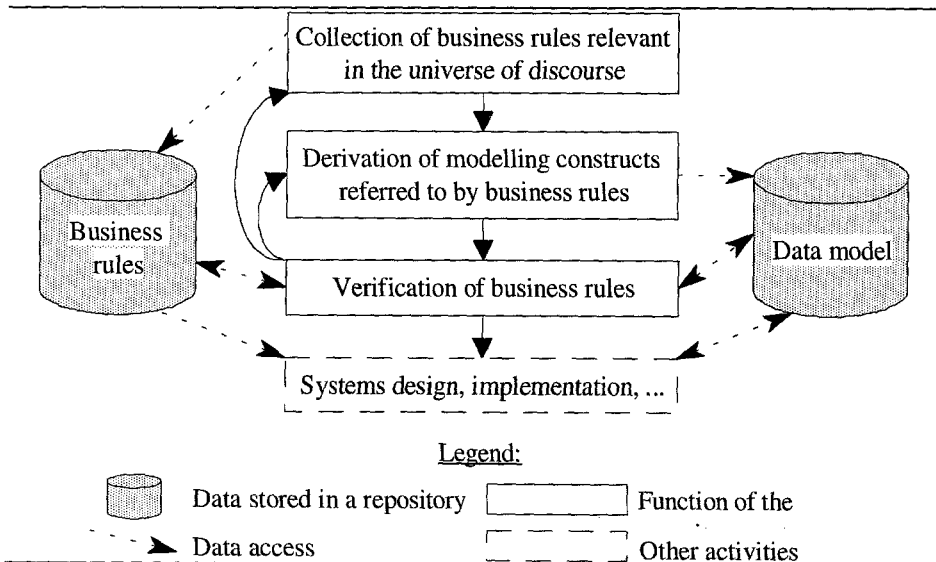 Collection of business rules relevant
in the universe of discourse
Derivation of modelling constructs
referred to by business rules
Business
rules
Data model
Verification of business rules
Systems design, implementation, ...
Legend:
Data stored in a repository
Function of the
Data access
Other activities